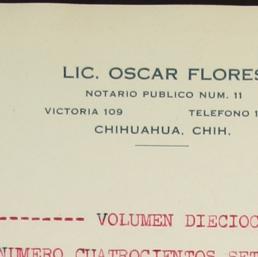 LIC. OSCAR FLORES
NOTARIO PUBLICO NUM. 11
VICTORIA 109 TELEFONO 1
CHIHUAHUA, CHIH.
--------- VOLUMEN DIECIOC
NUMERO CUATROCIENTOS SET